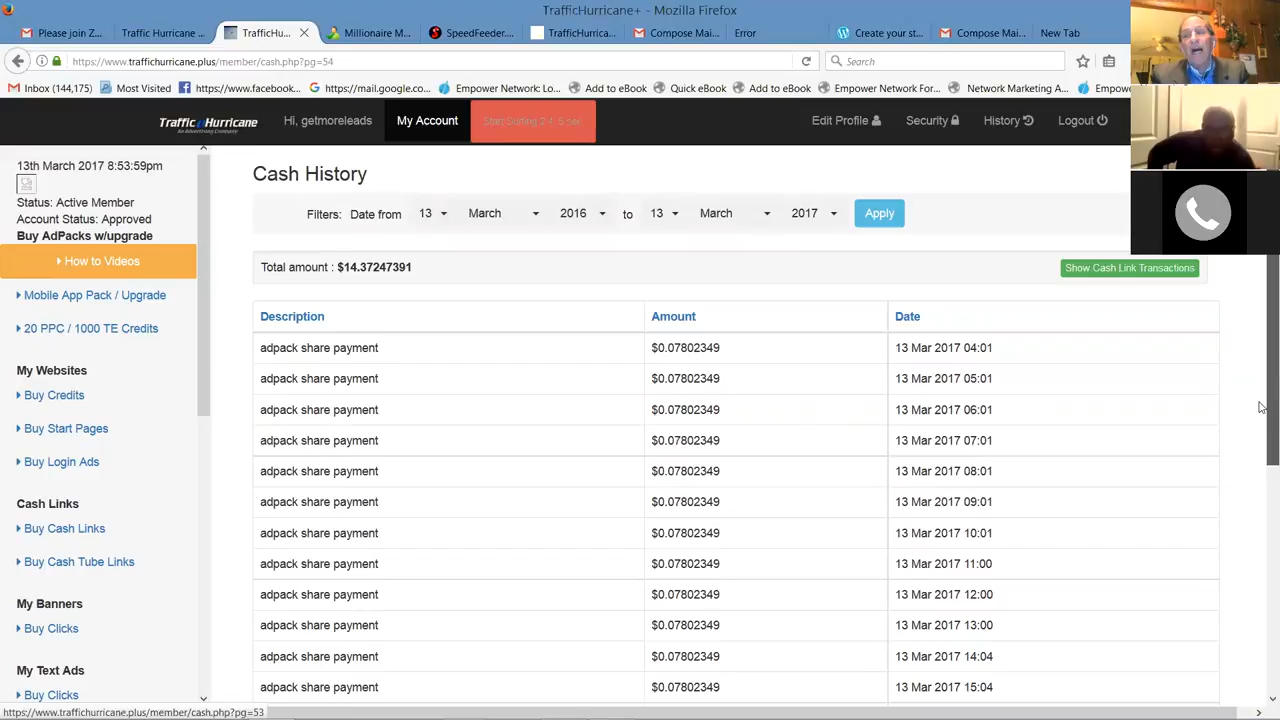 TrafficHurricane+ - Mozilla Firefox
Please join Z... Traffic Hurricane ... TrafficHu... Millionaire M... SpeedFeeder.... TrafficHurrica... Compose Mai... Error Create your st... Compose Mai... New Tab
https://www.traffichurricane.plus/member/cash.php?pg=54 Search
Inbox (144,175) Most Visited https://www.facebook... https://mail.google.co... Empower Network: Lo... Add to eBook Quick eBook Add to eBook Empower Network For... Network Marketing A... Empowe
Traffic Hurricane Hi, getmoreleads My Account Start Surfing 2 4, 5 sec Edit Profile Security History Logout
An Advertising Company
13th March 2017 8:53:59pm
Status: Active Member
Account Status: Approved
Buy AdPacks w/upgrade
How to Videos
Mobile App Pack / Upgrade
20 PPC / 1000 TE Credits
My Websites
Buy Credits
Buy Start Pages
Buy Login Ads
Cash Links
Buy Cash Links
Buy Cash Tube Links
My Banners
Buy Clicks
My Text Ads
Buy Clicks
Cash History
Filters: Date from 13 March 2016 to 13 March 2017 Apply
Total amount : $14.37247391 Show Cash Link Transactions
Description Amount Date
adpack share payment $0.07802349 13 Mar 2017 04:01
adpack share payment $0.07802349 13 Mar 2017 05:01
adpack share payment $0.07802349 13 Mar 2017 06:01
adpack share payment $0.07802349 13 Mar 2017 07:01
adpack share payment $0.07802349 13 Mar 2017 08:01
adpack share payment $0.07802349 13 Mar 2017 09:01
adpack share payment $0.07802349 13 Mar 2017 10:01
adpack share payment $0.07802349 13 Mar 2017 11:00
adpack share payment $0.07802349 13 Mar 2017 12:00
adpack share payment $0.07802349 13 Mar 2017 13:00
adpack share payment $0.07802349 13 Mar 2017 14:04
adpack share payment $0.07802349 13 Mar 2017 15:04
https://www.traffichurricane.plus/member/cash.php?pg=53